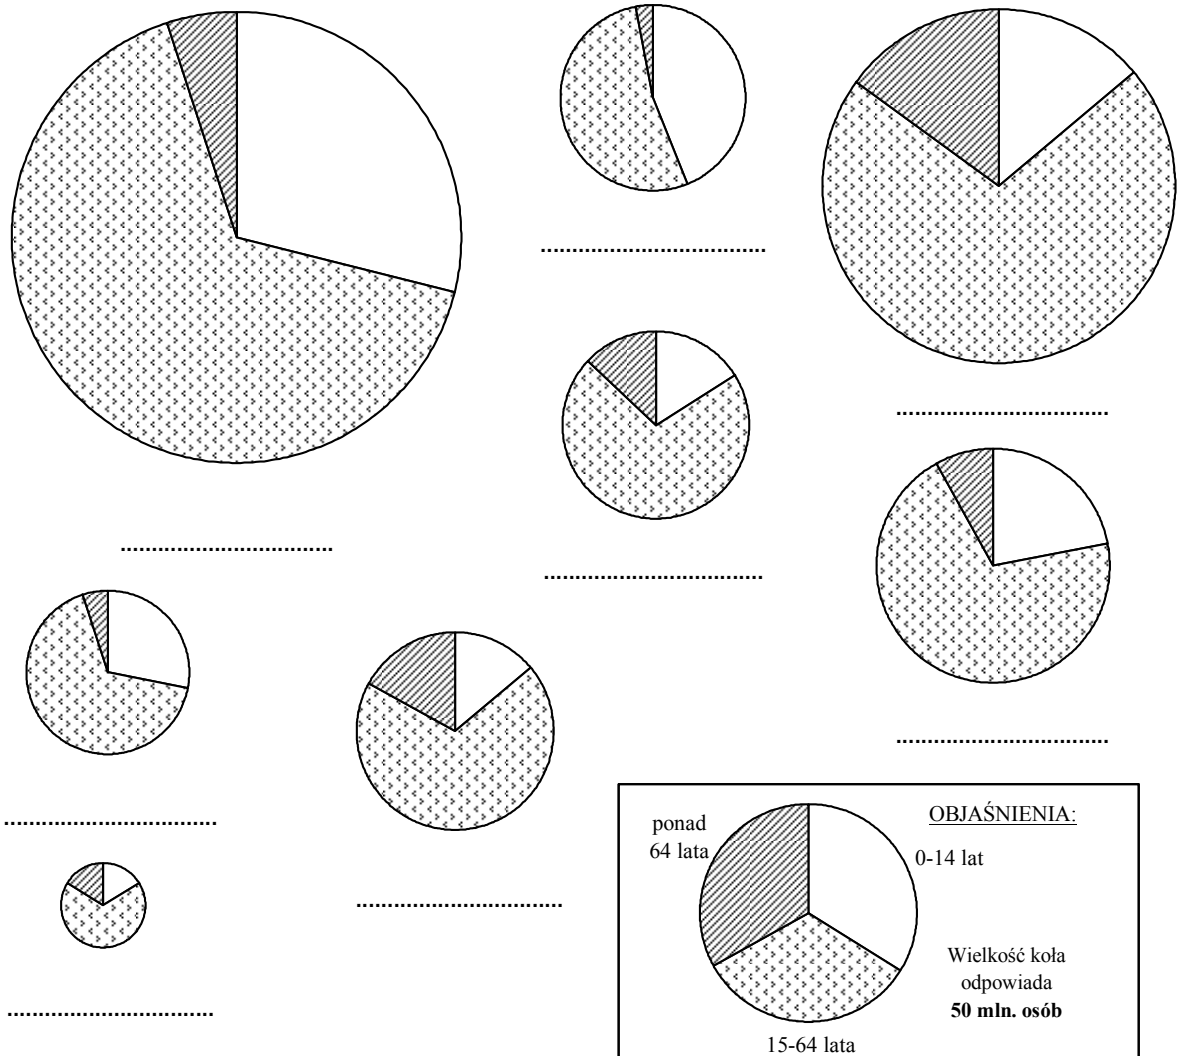 ponad
64 lata
OBJAŚNIENIA:
0-14 lat
Wielkość koła
odpowiada
50 mln. osób
15-64 lata